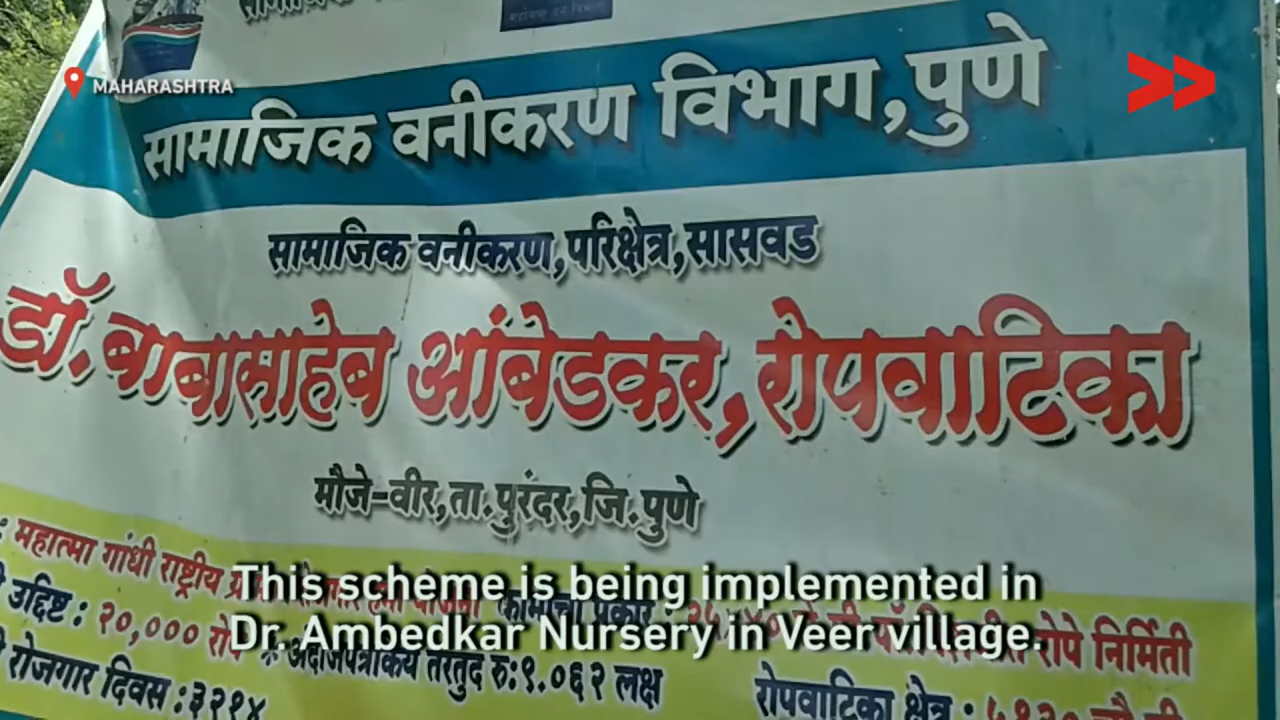 MAHARASHTRA
सामाजिक वनीकरण विभाग,पुणे
सामाजिक वनीकरण,परिक्षेत्र,सासवड
डॉ.बाबासाहेब आंबेडकर,रोपवाटिका
मौजे-वीर,ता.पुरंदर,जि.पुणे
: महात्मा गांधी राष्ट्रीय
उद्दिष्ट : २०,०००
रोपे निर्मिती
This scheme is being implemented in
Dr. Ambedkar Nursery in Veer village.
रोजगार दिवस :३२१४
अंदाजपत्रकिय तरतुद रु:९.०६२ लक्ष
रोपवाटिका क्षेत्र :